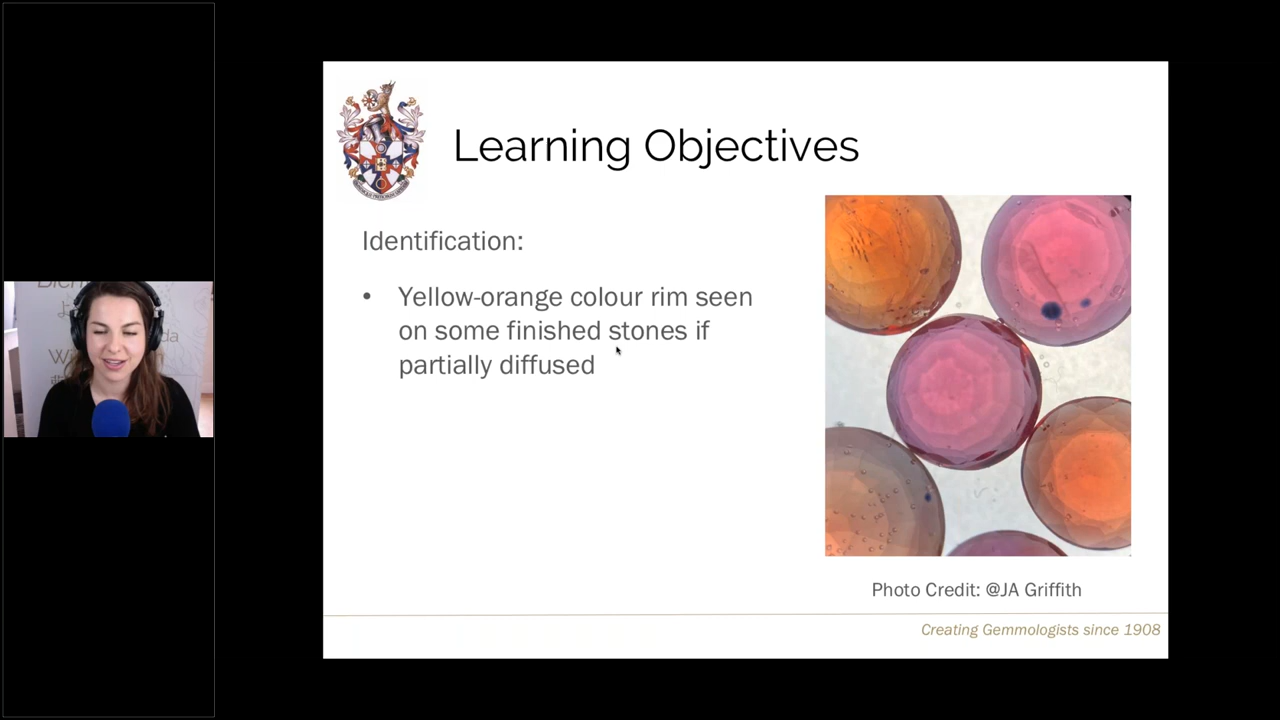 Learning Objectives
Identification:
• Yellow-orange colour rim seen
on some finished stones if
partially diffused
Photo Credit: @JA Griffith
Creating Gemmologists since 1908